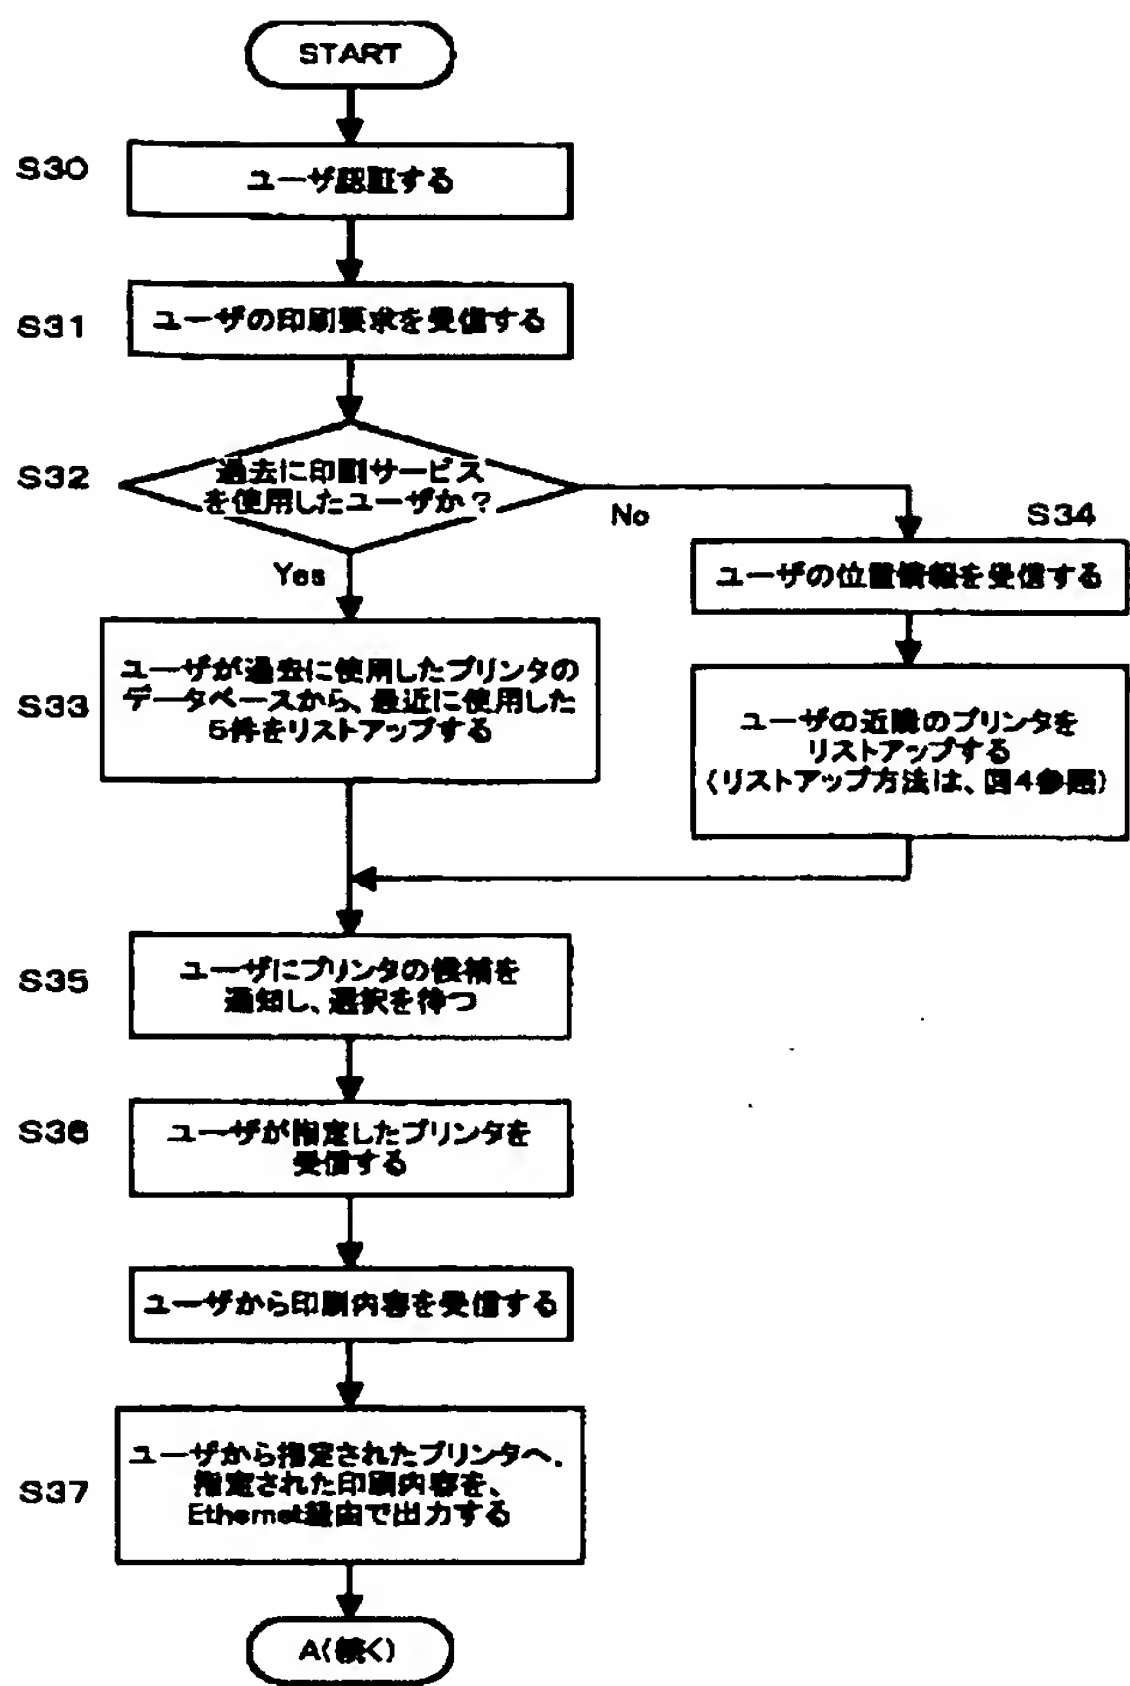 START
S30
ユーザ認証する
S31
ユーザの印刷要求を受信する
S32
過去に印刷サービス
を使用したユーザか?
No
Yes
S34
ユーザの位置情報を受信する
S33
ユーザが過去に使用したプリンタの
データベースから、最近に使用した
5件をリストアップする
ユーザの近隣のプリンタを
リストアップする
(リストアップ方法は、図4参照)
S35
ユーザにプリンタの候補を
通知し、選択を待つ
S36
ユーザが指定したプリンタを
受信する
ユーザから印刷内容を受信する
S37
ユーザから指定されたプリンタへ、
指定された印刷内容を、
Ethernet経由で出力する
A(続く)